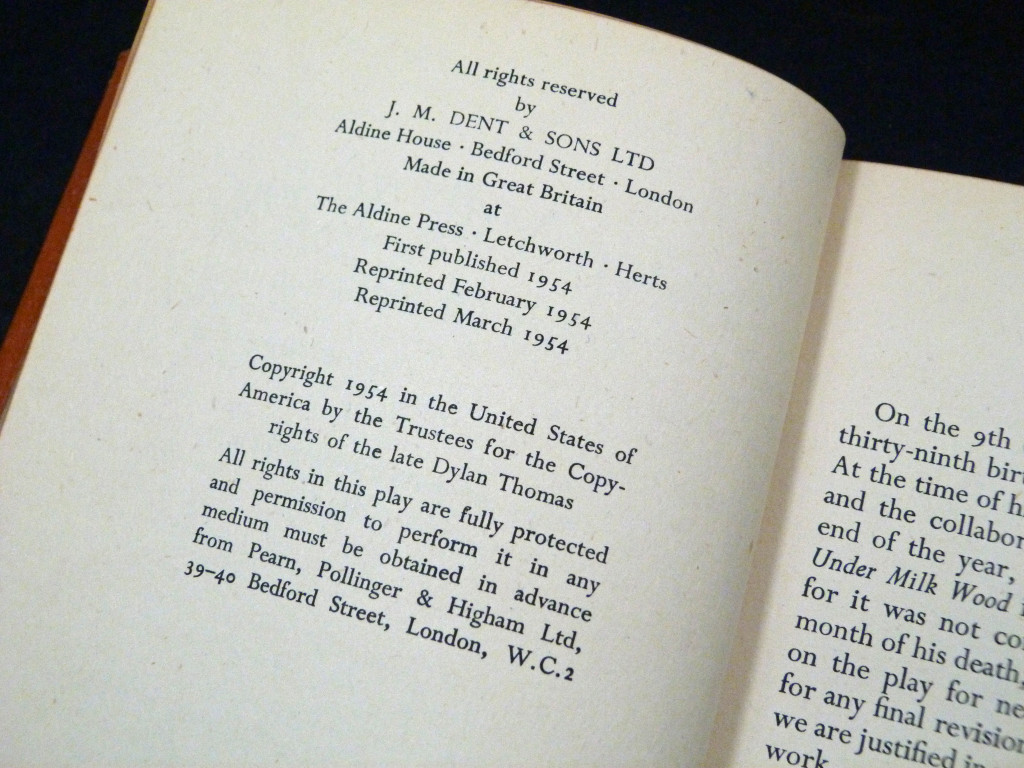 All rights reserved
by
J. M. DENT & SONS LTD
Aldine House · Bedford Street · London
Made in Great Britain
at
The Aldine Press · Letchworth · Herts
First published 1954
Reprinted February 1954
Reprinted March 1954
Copyright 1954 in the United States of
America by the Trustees for the Copy-
rights of the late Dylan Thomas
All rights in this play are fully protected
and permission to perform it in any
medium must be obtained in advance
from Pearn, Pollinger & Higham Ltd,
39–40 Bedford Street, London, W.C.2
On the 9th
thirty-ninth
At the time of
and the
end of the year,
Under Milk Wood
for it was not
month of his death,
on the play for
for any final
we are justified
work